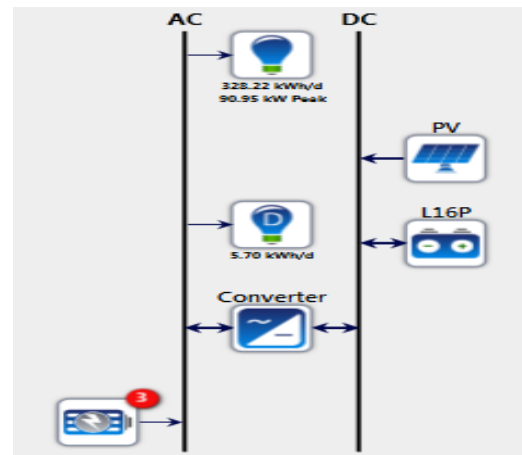 AC DC
328.22 kWh/d
90.95 kW Peak
PV
L16P
D
5.70 kWh/d
Converter
3